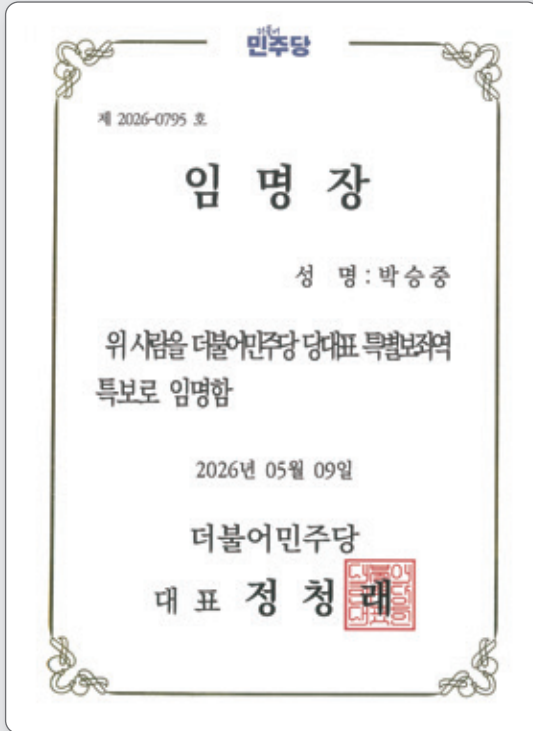 더불어
민주당
제 2026-0795 호
임 명 장
성 명 : 박 승 중
위 사람을 더불어민주당 당대표 특별보좌역
특보로 임명함
2026년 05월 09일
더불어민주당
대 표 정 청 래